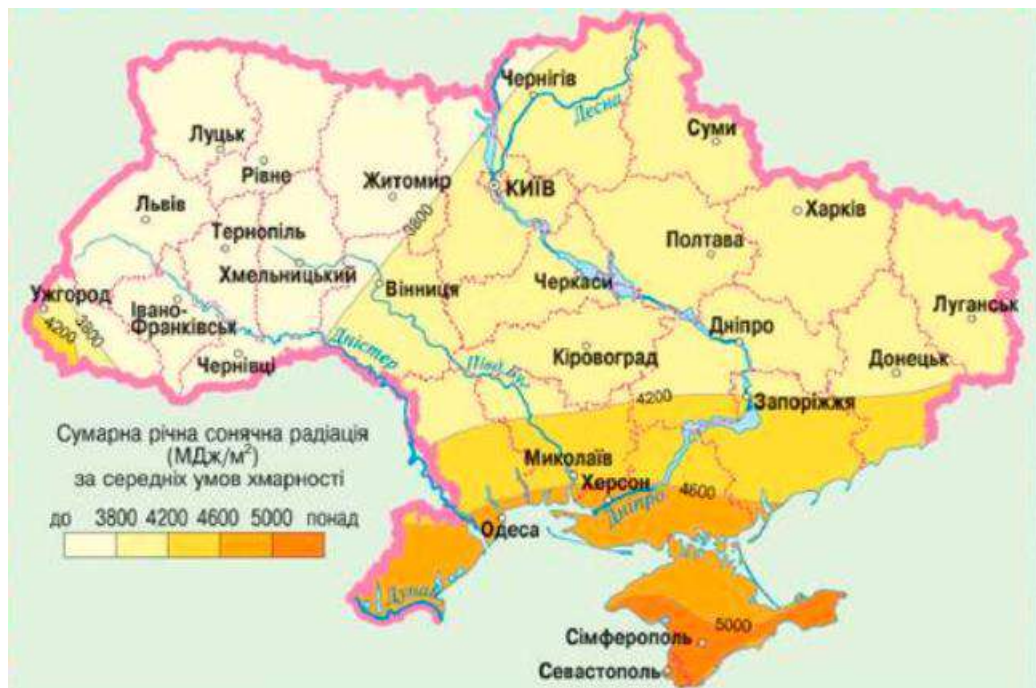 Чернігів
Десна
Суми
Луцьк
Рівне
Житомир
КИЇВ
Львів
Харків
3800
Тернопіль
Полтава
Хмельницький
Черкаси
Вінниця
Ужгород
Івано-
Франківськ
Луганськ
4200
3800
Дністер
Дніпро
Чернівці
Кіровоград
Донецьк
Півд. Буг
4200
Запоріжжя
Сумарна річна сонячна радіація
(МДж/м²)
за середніх умов хмарності
Миколаїв
Херсон
4600
Дніпро
до 3800 4200 4600 5000 понад
Одеса
Дунай
5000
Сімферополь
Севастополь